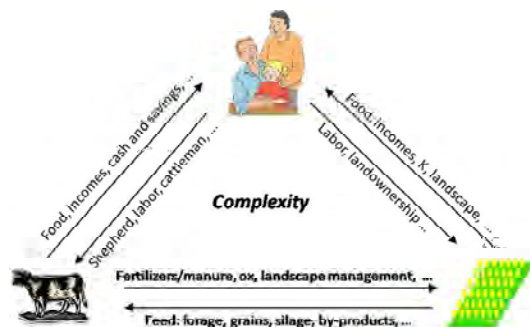 Food, incomes, cash and savings, ...
Shepherd, labor, cattleman, ...
Food, incomes, K, landscape, ...
Labor, landownership ...
Complexity
Fertilizers/manure, ox, landscape management, ...
Feed: forage, grains, silage, by-products, ...